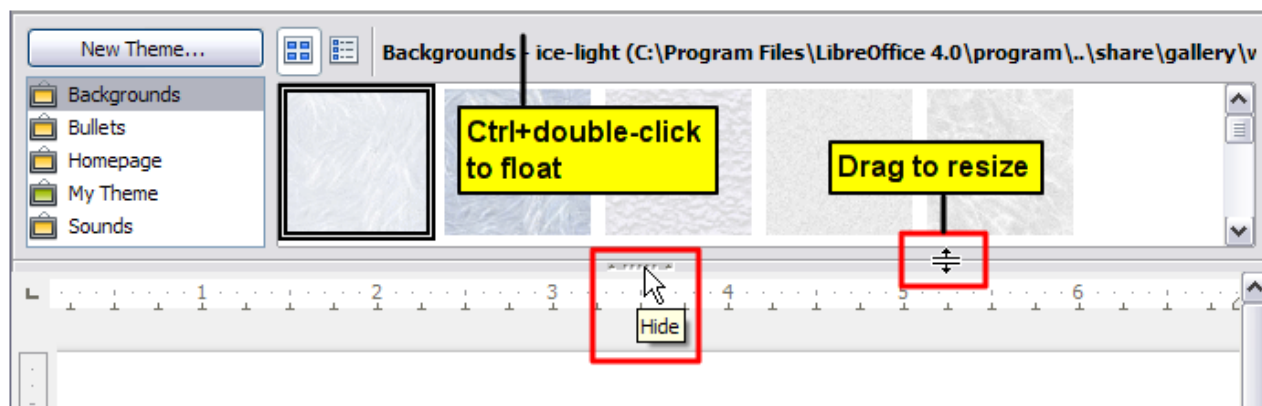 New Theme...
Backgrounds - ice-light (C:\Program Files\LibreOffice 4.0\program\..\share\gallery\w
Backgrounds
Bullets
Homepage
My Theme
Sounds
Ctrl+double-click
to float
Drag to resize
1 2 3 4 5 6
Hide